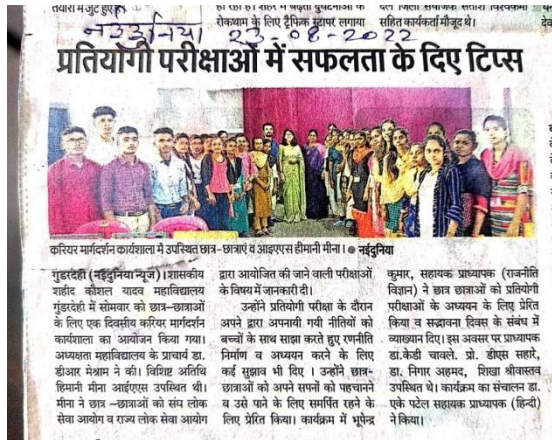 तैयारी में जुटे हुए हैं।
रोकथाम के लिए ट्रैफिक स्टापर लगाया
सहित कार्यकर्ता मौजूद थे।
नईदुनिया
23-08-2022
प्रतियोगी परीक्षाओं में सफलता के दिए टिप्स
करियर मार्गदर्शन कार्यशाला में उपस्थित छात्र-छात्राएं व आइएएस हीमानी मीना। ● नईदुनिया
गुंडरदेही (नईदुनिया न्यूज)। शासकीय
शहीद कौशल यादव महाविद्यालय
गुंडरदेही में सोमवार को छात्र-छात्राओं
के लिए एक दिवसीय करियर मार्गदर्शन
कार्यशाला का आयोजन किया गया।
अध्यक्षता महाविद्यालय के प्राचार्य डा.
डीआर मेश्राम ने की। विशिष्ट अतिथि
हिमानी मीना आईएएस उपस्थित थी।
मीना ने छात्र -छात्राओं को संघ लोक
सेवा आयोग व राज्य लोक सेवा आयोग
द्वारा आयोजित की जाने वाली परीक्षाओं
के विषय में जानकारी दी।
उन्होंने प्रतियोगी परीक्षा के दौरान
अपने द्वारा अपनायी गयी नीतियों को
बच्चों के साथ साझा करते हुए रणनीति
निर्माण व अध्ययन करने के लिए
कई सुझाव भी दिए । उन्होंने छात्र-
छात्राओं को अपने सपनों को पहचानने
व उसे पाने के लिए समर्पित रहने के
लिए प्रेरित किया। कार्यक्रम में भूपेन्द्र
कुमार, सहायक प्राध्यापक (राजनीति
विज्ञान) ने छात्र छात्राओं को प्रतियोगी
परीक्षाओं के अध्ययन के लिए प्रेरित
किया व सद्भावना दिवस के संबंध में
व्याख्यान दिए। इस अवसर पर प्राध्यापक
डा.केडी चावले. प्रो. डीएस सहारे,
डा. निगार अहमद, शिखा श्रीवास्तव
उपस्थित थे। कार्यक्रम का संचालन डा.
एके पटेल सहायक प्राध्यापक (हिन्दी)
ने किया।